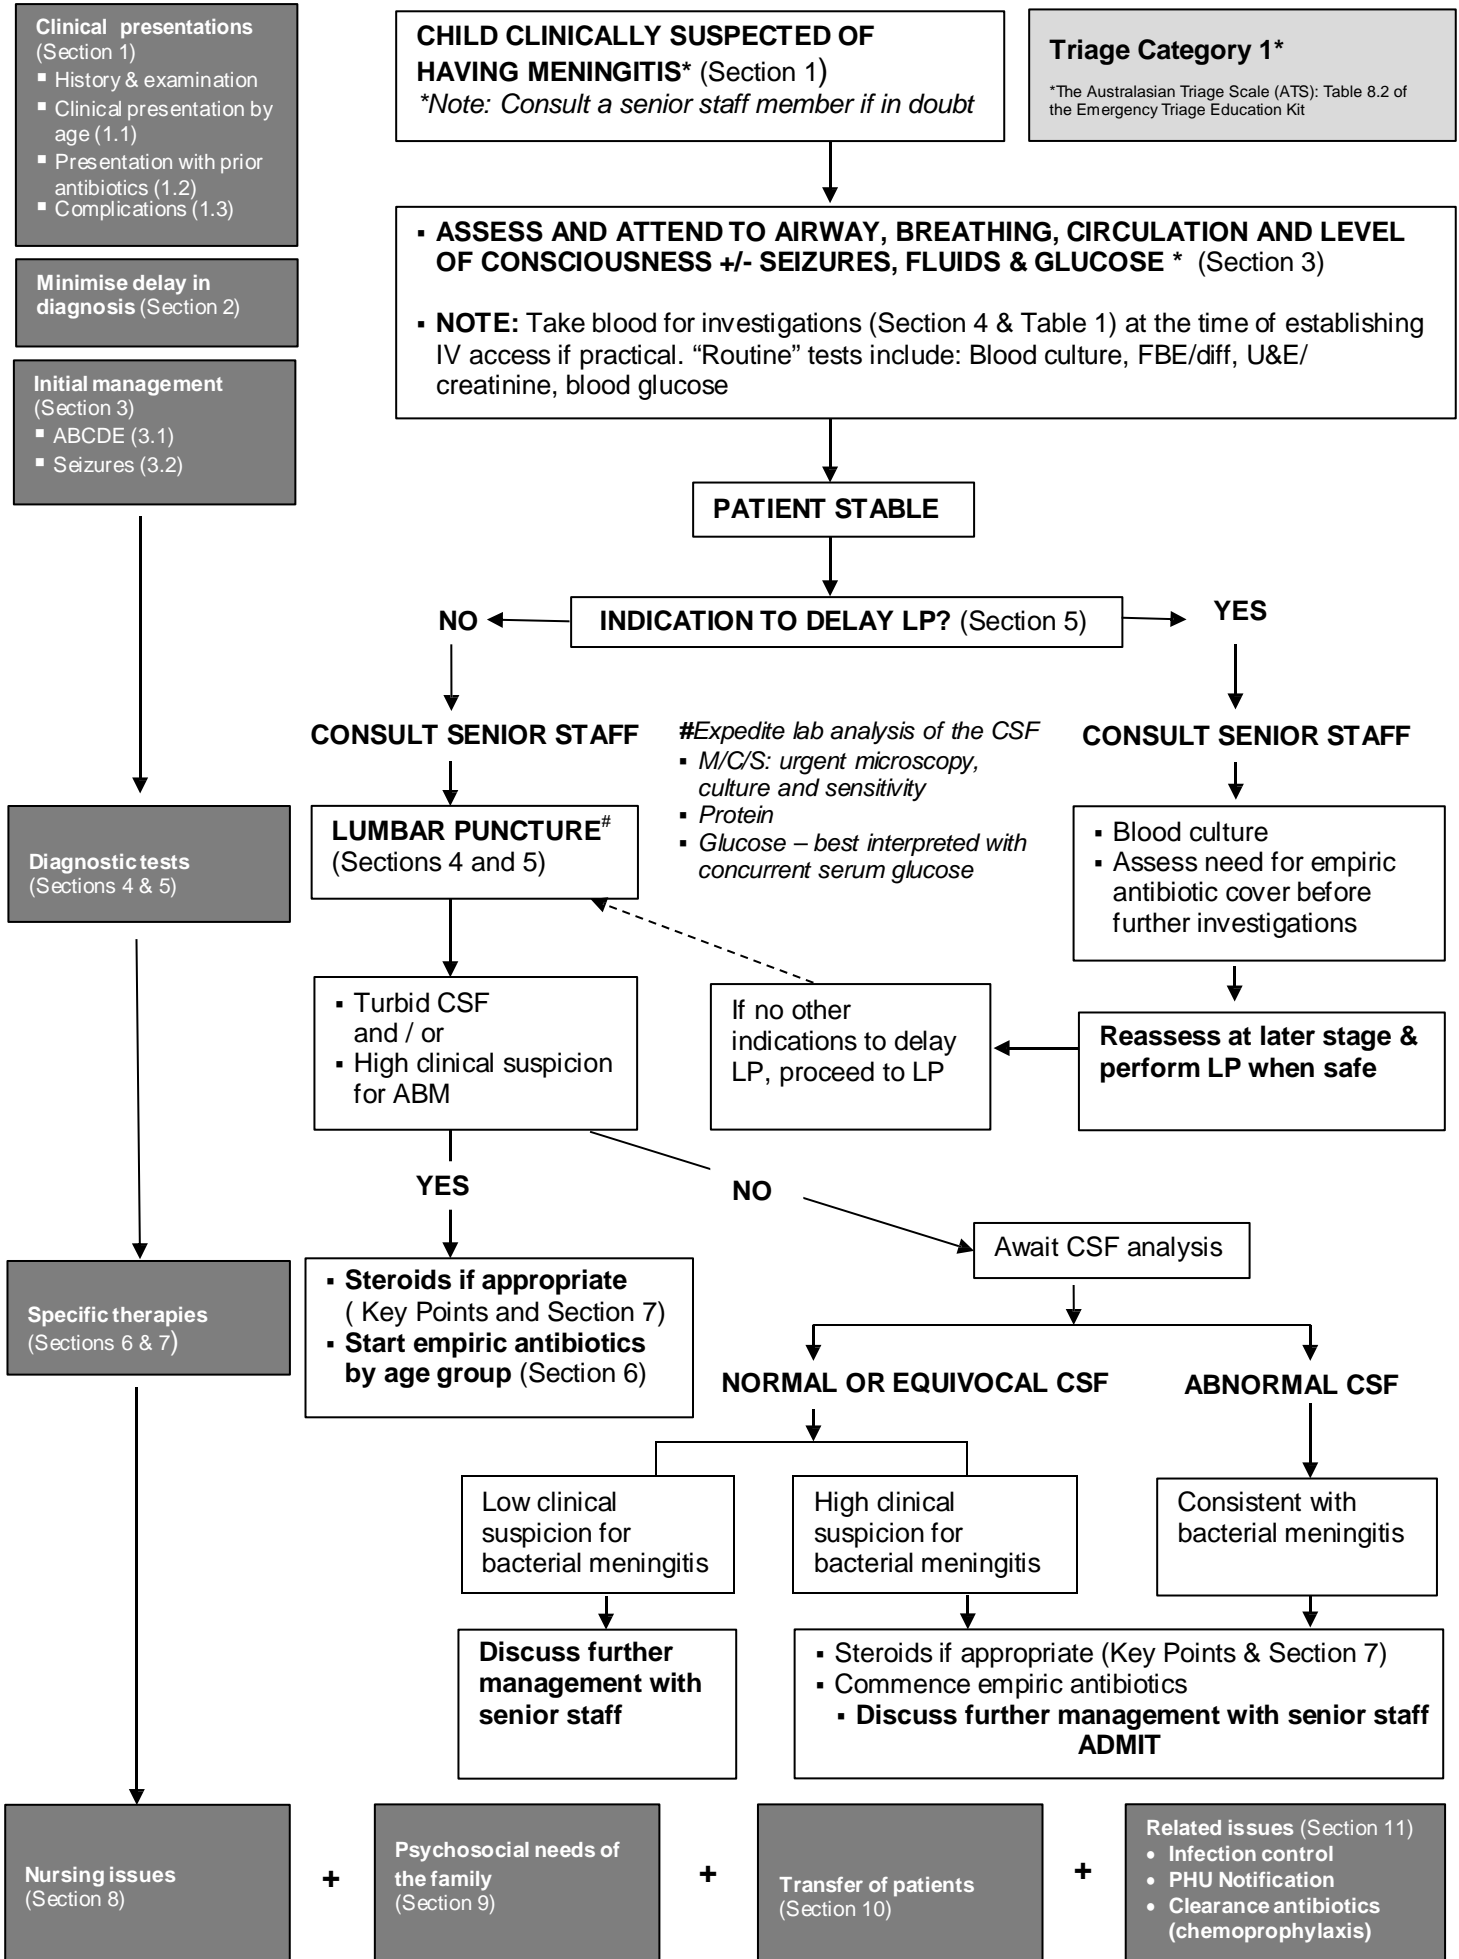 Clinical presentations
(Section 1)
▪ History & examination
▪ Clinical presentation by
age (1.1)
▪ Presentation with prior
antibiotics (1.2)
▪ Complications (1.3)
Minimise delay in
diagnosis (Section 2)
Initial management
(Section 3)
▪ ABCDE (3.1)
▪ Seizures (3.2)
Diagnostic tests
(Sections 4 & 5)
Specific therapies
(Sections 6 & 7)
CHILD CLINICALLY SUSPECTED OF
HAVING MENINGITIS* (Section 1)
*Note: Consult a senior staff member if in doubt
Triage Category 1*
*The Australasian Triage Scale (ATS): Table 8.2 of
the Emergency Triage Education Kit
▪ ASSESS AND ATTEND TO AIRWAY, BREATHING, CIRCULATION AND LEVEL
OF CONSCIOUSNESS +/- SEIZURES, FLUIDS & GLUCOSE * (Section 3)
▪ NOTE: Take blood for investigations (Section 4 & Table 1) at the time of establishing
IV access if practical. “Routine” tests include: Blood culture, FBE/diff, U&E/
creatinine, blood glucose
PATIENT STABLE
NO
INDICATION TO DELAY LP? (Section 5)
YES
CONSULT SENIOR STAFF
#Expedite lab analysis of the CSF
▪ M/C/S: urgent microscopy,
culture and sensitivity
▪ Protein
▪ Glucose – best interpreted with
concurrent serum glucose
CONSULT SENIOR STAFF
LUMBAR PUNCTURE#
(Sections 4 and 5)
▪ Blood culture
▪ Assess need for empiric
antibiotic cover before
further investigations
▪ Turbid CSF
and / or
▪ High clinical suspicion
for ABM
If no other
indications to delay
LP, proceed to LP
Reassess at later stage &
perform LP when safe
YES
NO
Await CSF analysis
▪ Steroids if appropriate
( Key Points and Section 7)
▪ Start empiric antibiotics
by age group (Section 6)
NORMAL OR EQUIVOCAL CSF
ABNORMAL CSF
Low clinical
suspicion for
bacterial meningitis
High clinical
suspicion for
bacterial meningitis
Consistent with
bacterial meningitis
Discuss further
management with
senior staff
▪ Steroids if appropriate (Key Points & Section 7)
▪ Commence empiric antibiotics
▪ Discuss further management with senior staff
ADMIT
Nursing issues
(Section 8)
+
Psychosocial needs of
the family
(Section 9)
+
Transfer of patients
(Section 10)
+
Related issues (Section 11)
• Infection control
• PHU Notification
• Clearance antibiotics
(chemoprophylaxis)